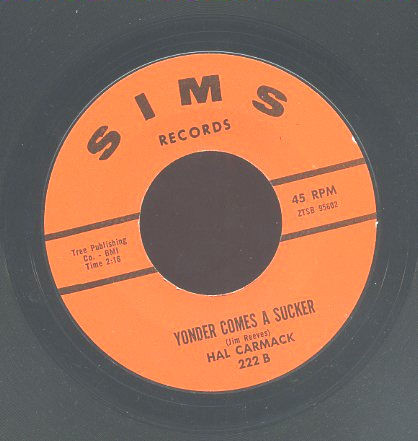 SIMS
RECORDS
45 RPM
ZTSB 95602
Tree Publishing
Co. - BMI
Time 2:16
YONDER COMES A SUCKER
(Jim Reeves)
HAL CARMACK
222 B